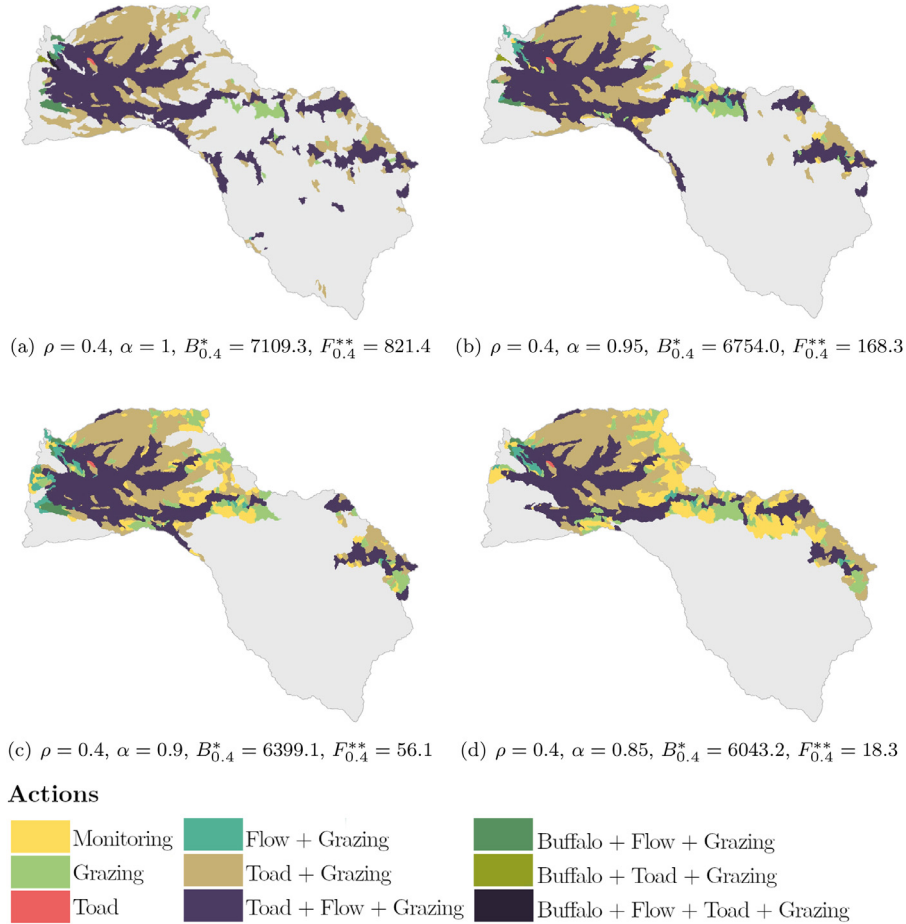 (a) ρ = 0.4, α = 1, B*0.4 = 7109.3, F**0.4 = 821.4
(b) ρ = 0.4, α = 0.95, B*0.4 = 6754.0, F**0.4 = 168.3
(c) ρ = 0.4, α = 0.9, B*0.4 = 6399.1, F**0.4 = 56.1
(d) ρ = 0.4, α = 0.85, B*0.4 = 6043.2, F**0.4 = 18.3
Actions
Monitoring
Grazing
Toad
Flow + Grazing
Toad + Grazing
Toad + Flow + Grazing
Buffalo + Flow + Grazing
Buffalo + Toad + Grazing
Buffalo + Flow + Toad + Grazing